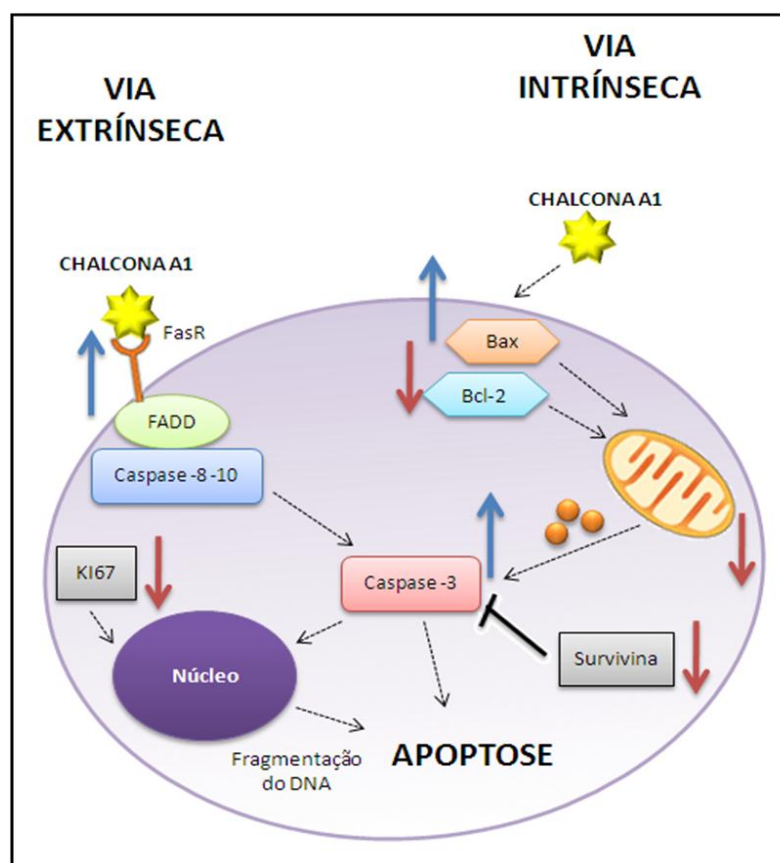 VIA
EXTRÍNSECA
VIA
INTRÍNSECA
CHALCONA A1
CHALCONA A1
FasR
FADD
Caspase -8 -10
Bax
Bcl-2
KI67
Caspase -3
Survivina
Núcleo
Fragmentação
do DNA
APOPTOSE